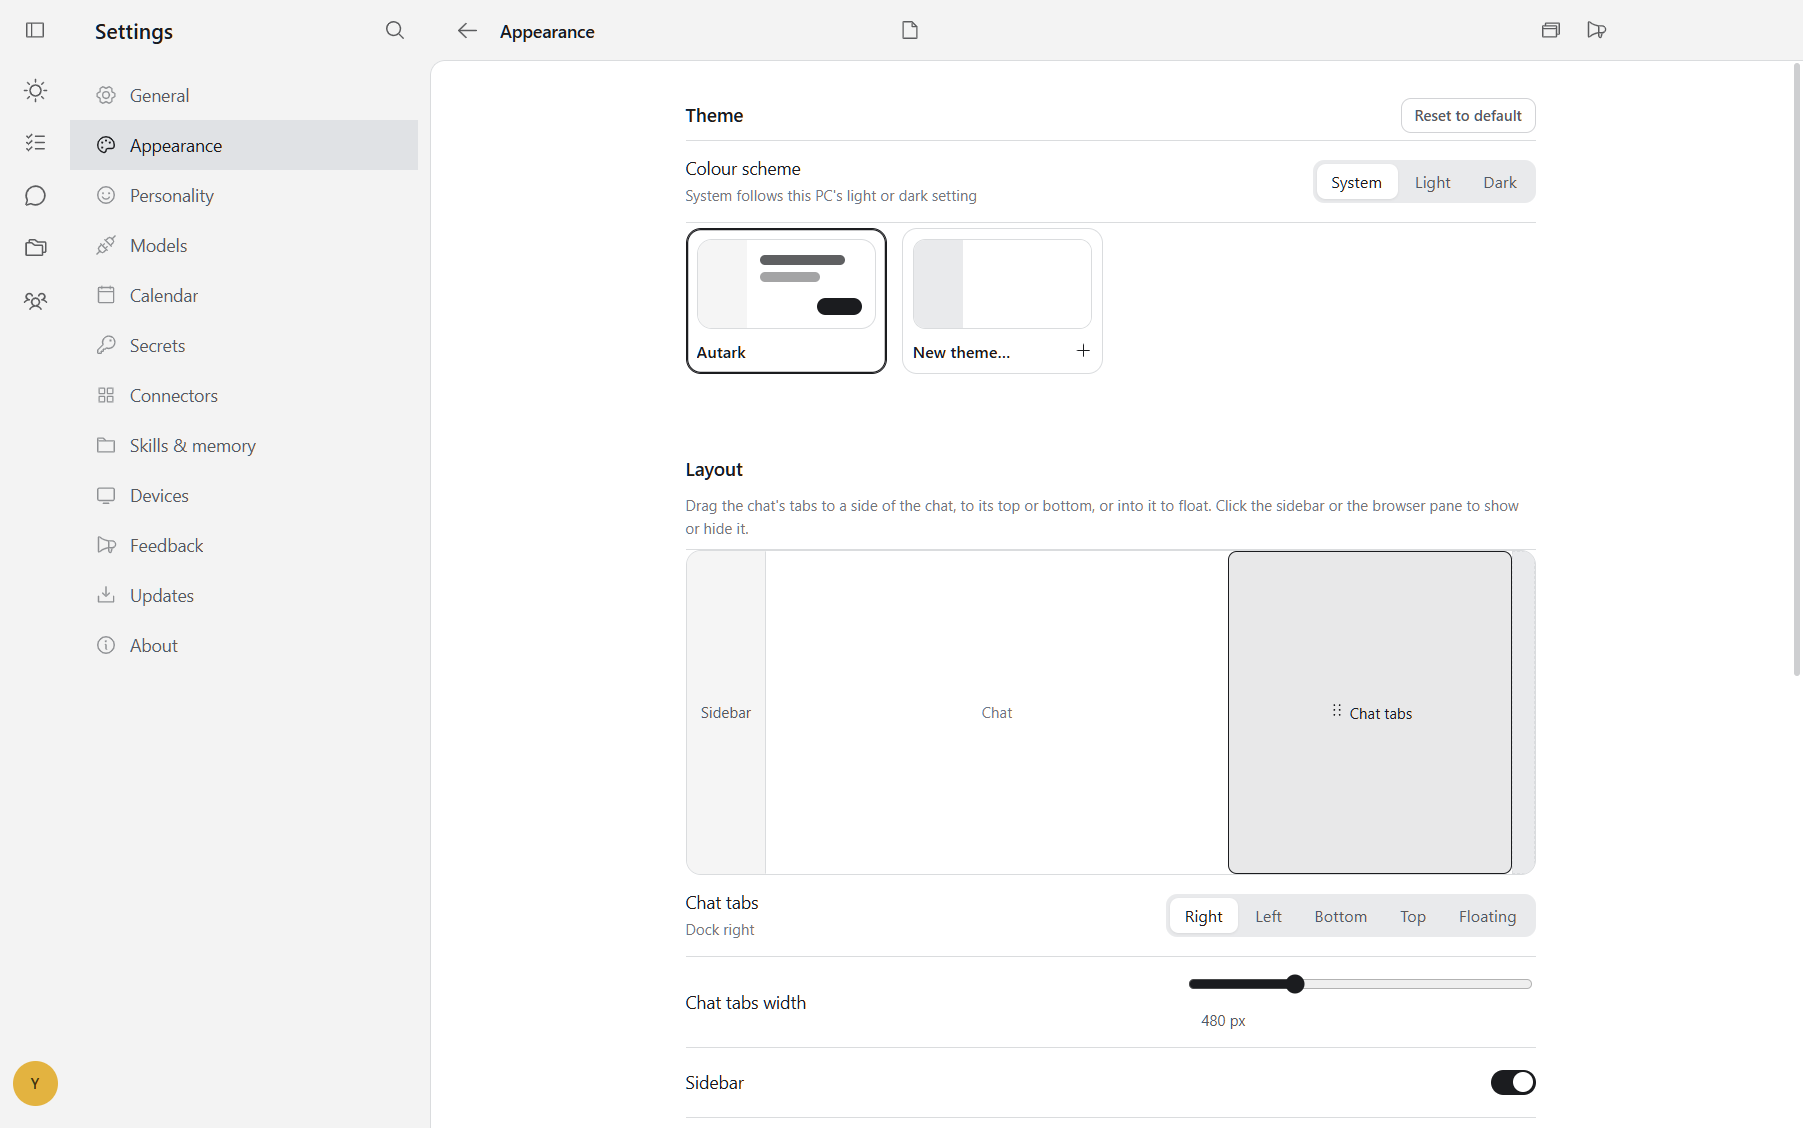 Settings
Appearance
General
Appearance
Personality
Models
Calendar
Secrets
Connectors
Skills & memory
Devices
Feedback
Updates
About
Y
Theme
Reset to default
Colour scheme
System follows this PC's light or dark setting
System Light Dark
Autark
New theme...
Layout
Drag the chat's tabs to a side of the chat, to its top or bottom, or into it to float. Click the sidebar or the browser pane to show
or hide it.
Sidebar
Chat
Chat tabs
Chat tabs
Dock right
Right Left Bottom Top Floating
Chat tabs width
480 px
Sidebar